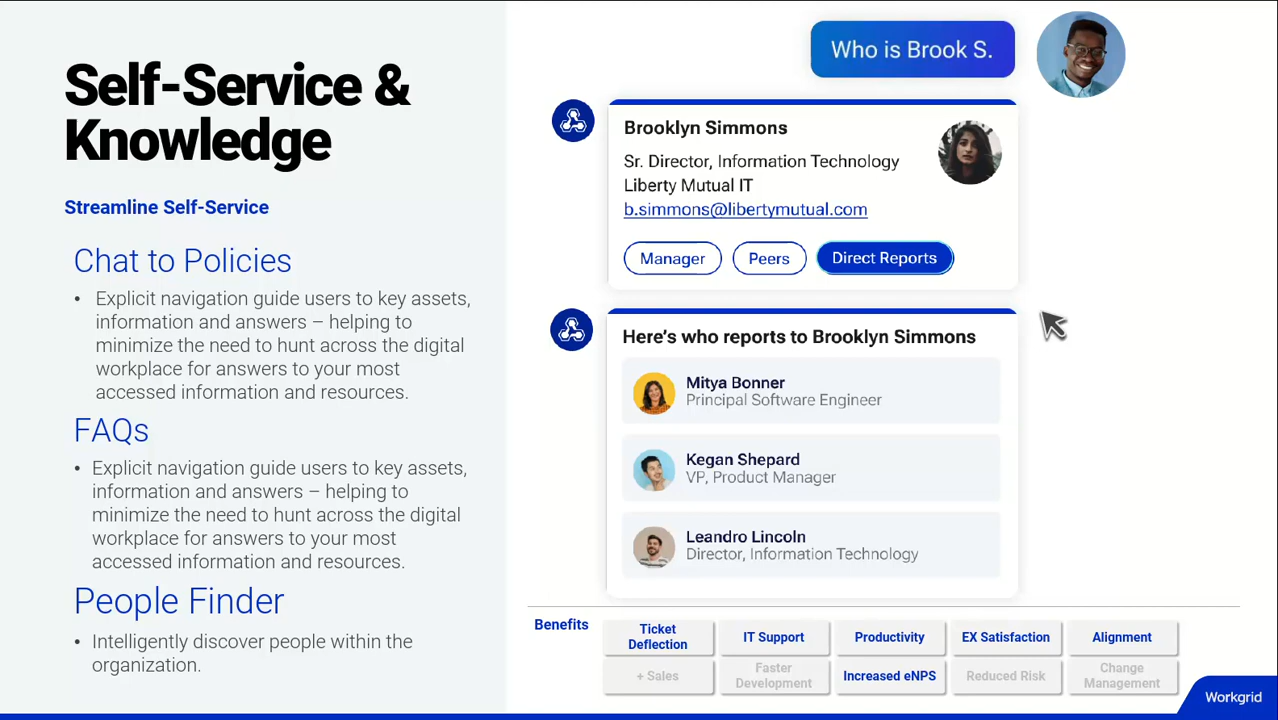 Self-Service &
Knowledge
Streamline Self-Service
Chat to Policies
• Explicit navigation guide users to key assets,
information and answers – helping to
minimize the need to hunt across the digital
workplace for answers to your most
accessed information and resources.
FAQs
• Explicit navigation guide users to key assets,
information and answers – helping to
minimize the need to hunt across the digital
workplace for answers to your most
accessed information and resources.
People Finder
• Intelligently discover people within the
organization.
Who is Brook S.
Brooklyn Simmons
Sr. Director, Information Technology
Liberty Mutual IT
b.simmons@libertymutual.com
Manager Peers Direct Reports
Here's who reports to Brooklyn Simmons
Mitya Bonner
Principal Software Engineer
Kegan Shepard
VP, Product Manager
Leandro Lincoln
Director, Information Technology
Benefits
Ticket
Deflection
IT Support
Productivity
EX Satisfaction
Alignment
+ Sales
Faster
Development
Increased eNPS
Reduced Risk
Change
Management
Workgrid